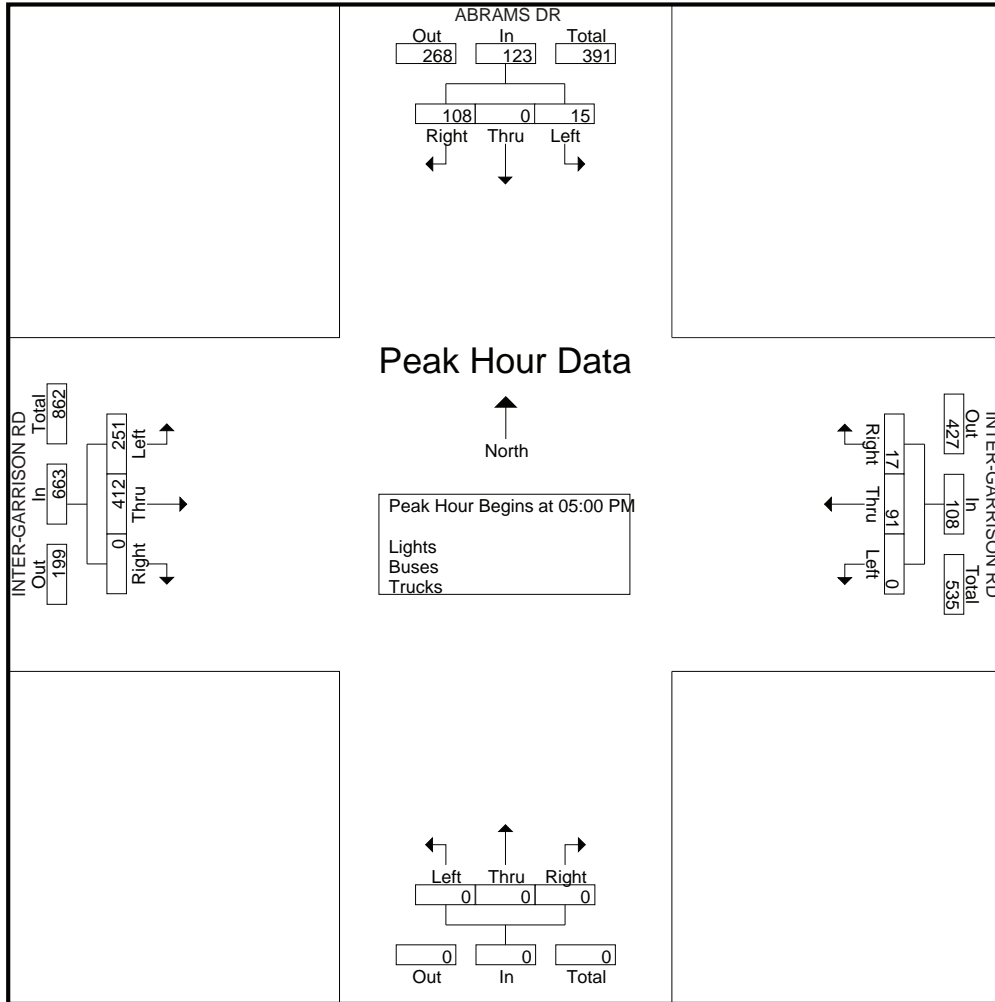 ABRAMS DR
Out In Total
268 123 391
108 0 15
Right Thru Left
Peak Hour Data
North
Peak Hour Begins at 05:00 PM
Lights
Buses
Trucks
INTER-GARRISON RD
Out In Total
199 663 862
0 412 251
Right Thru Left
INTER-GARRISON RD
Out In Total
427 108 535
17 91 0
Right Thru Left
Left Thru Right
0 0 0
0 0 0
Out In Total